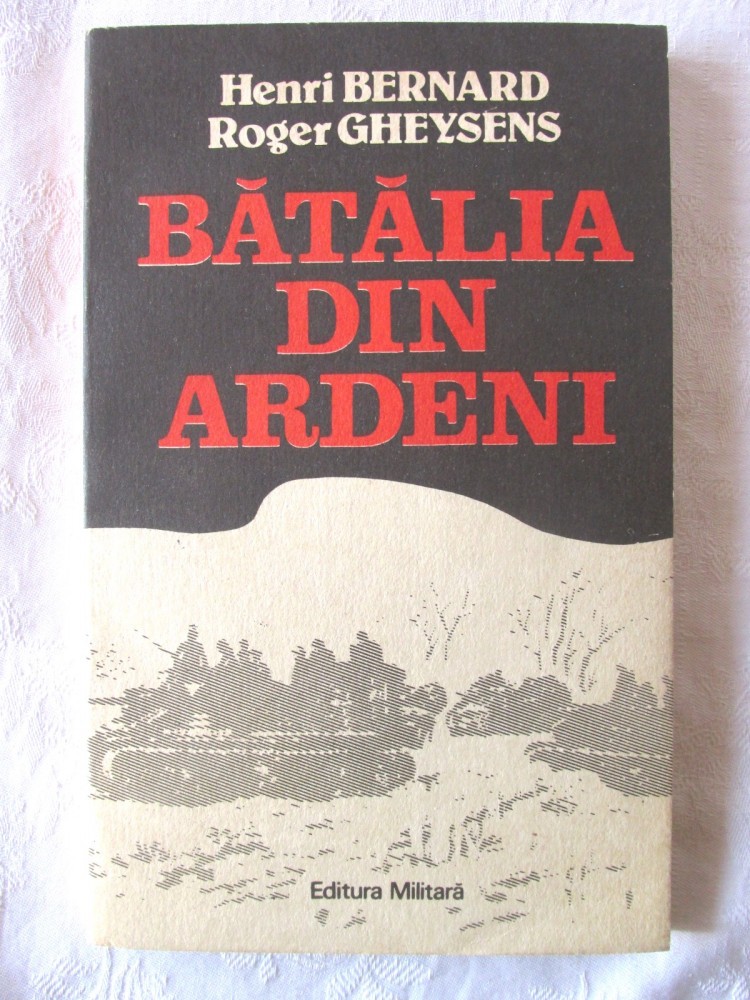 Henri BERNARD
Roger GHEYSENS
BĂTĂLIA
DIN
ARDENI
Editura Militară